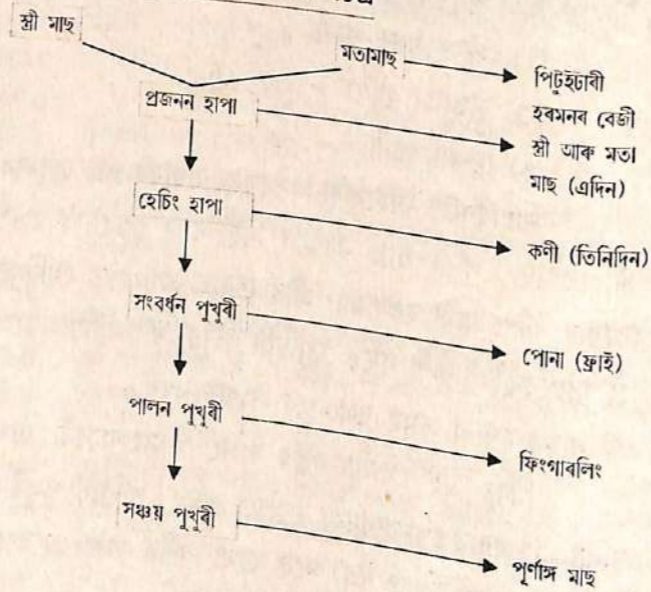 স্ত্ৰী মাছ
মতামাছ
পিটুইটাৰী
হৰমনৰ বেজী
প্ৰজনন হাপা
স্ত্ৰী আৰু মতা
মাছ (এদিন)
হেচিং হাপা
কণী (তিনিদিন)
সংবৰ্ধন পুখুৰী
পোনা (ফ্ৰাই)
পালন পুখুৰী
ফিংগাৰলিং
সঞ্চয় পুখুৰী
পূৰ্ণাঙ্গ মাছ